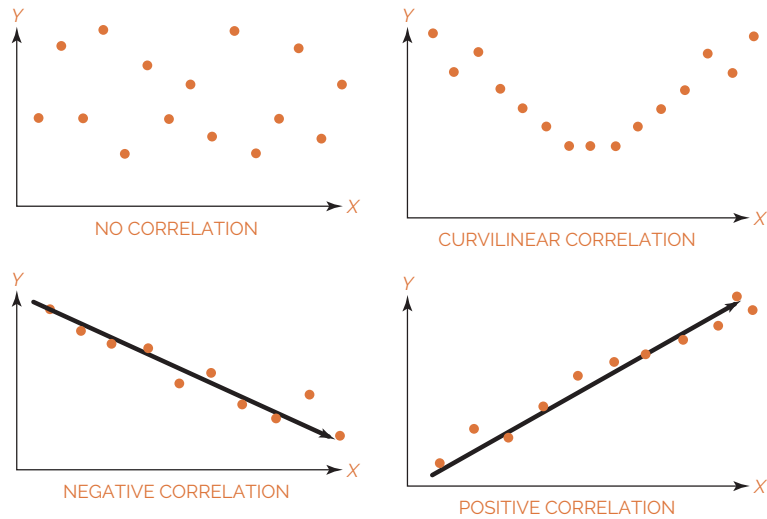 Y
X
NO CORRELATION
Y
X
CURVILINEAR CORRELATION
Y
X
NEGATIVE CORRELATION
Y
X
POSITIVE CORRELATION